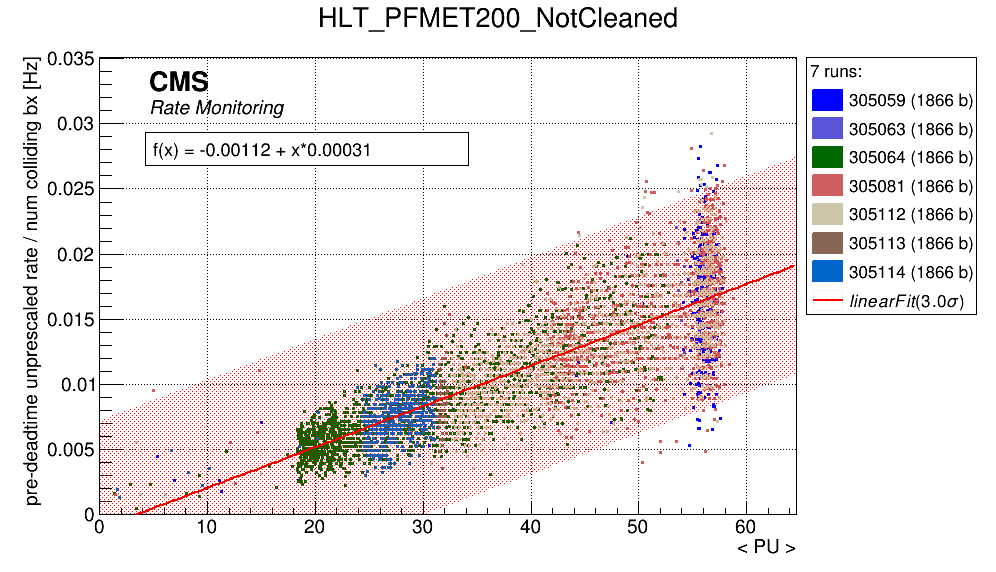 HLT_PFMET200_NotCleaned
pre-deadtime unprescaled rate / num colliding bx [Hz]
0.035
0.03
0.025
0.02
0.015
0.01
0.005
0
CMS
Rate Monitoring
f(x) = -0.00112 + x*0.00031
0 10 20 30 40 50 60
< PU >
7 runs:
305059 (1866 b)
305063 (1866 b)
305064 (1866 b)
305081 (1866 b)
305112 (1866 b)
305113 (1866 b)
305114 (1866 b)
linearFit(3.0σ)